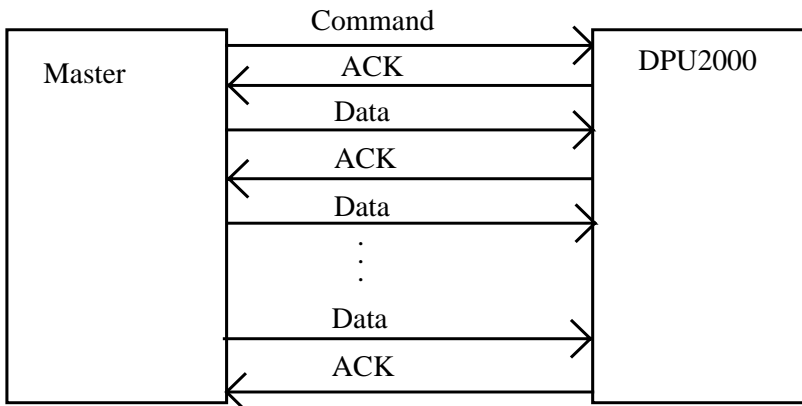 Command
Master
DPU2000
ACK
Data
ACK
Data
.
.
.
Data
ACK